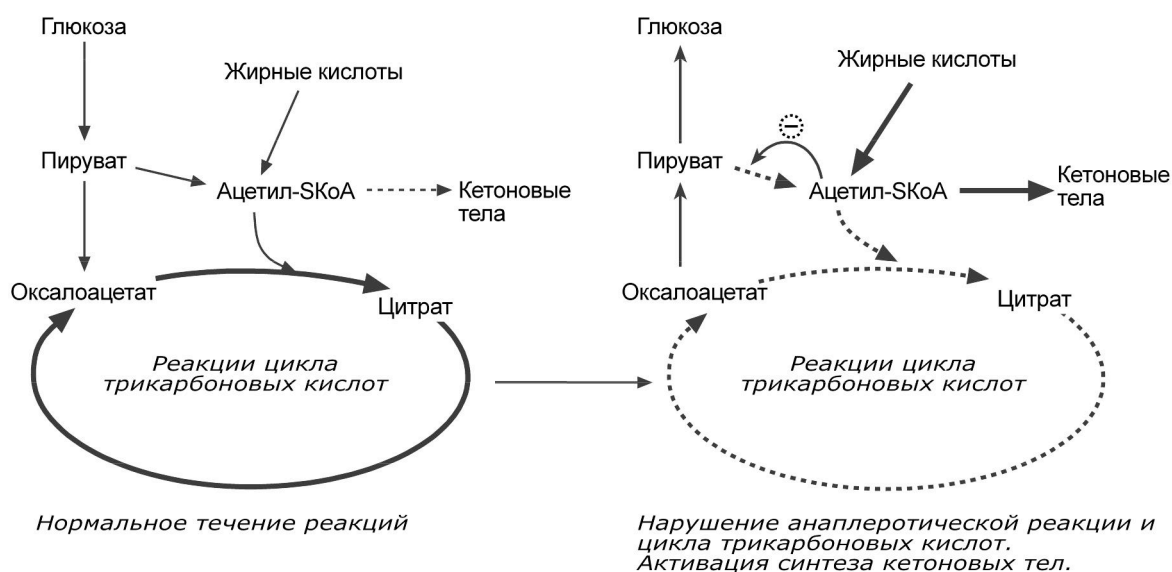 Глюкоза
Жирные кислоты
Пируват
Ацетил-SКоА
Кетоновые
тела
Оксалоацетат
Цитрат
Реакции цикла
трикарбоновых кислот
Нормальное течение реакций
Глюкоза
Жирные кислоты
−
Пируват
Ацетил-SКоА
Кетоновые
тела
Оксалоацетат
Цитрат
Реакции цикла
трикарбоновых кислот
Нарушение анаплеротической реакции и
цикла трикарбоновых кислот.
Активация синтеза кетоновых тел.